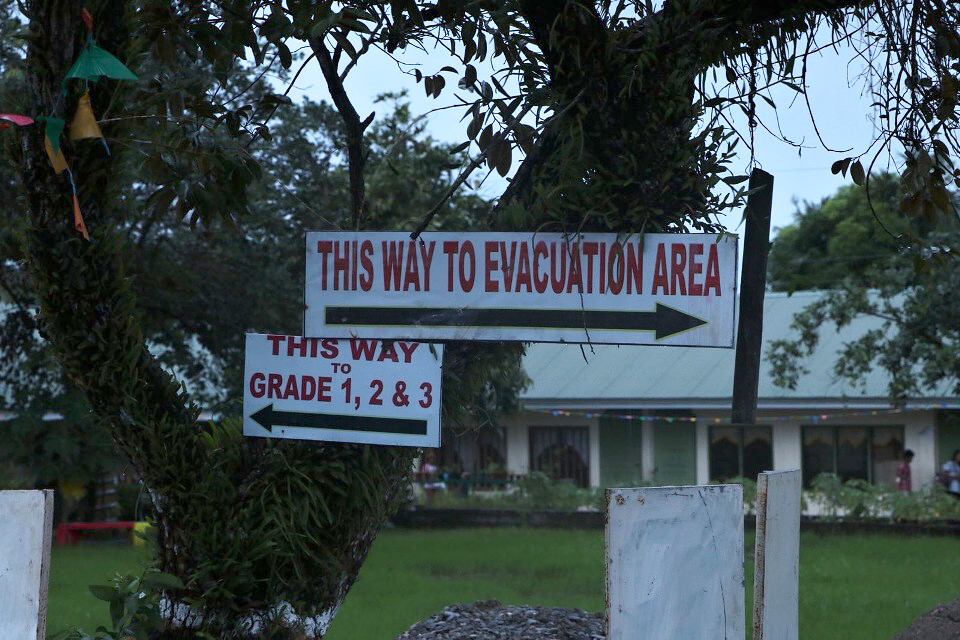 THIS WAY TO EVACUATION AREA
THIS WAY
TO
GRADE 1, 2 & 3